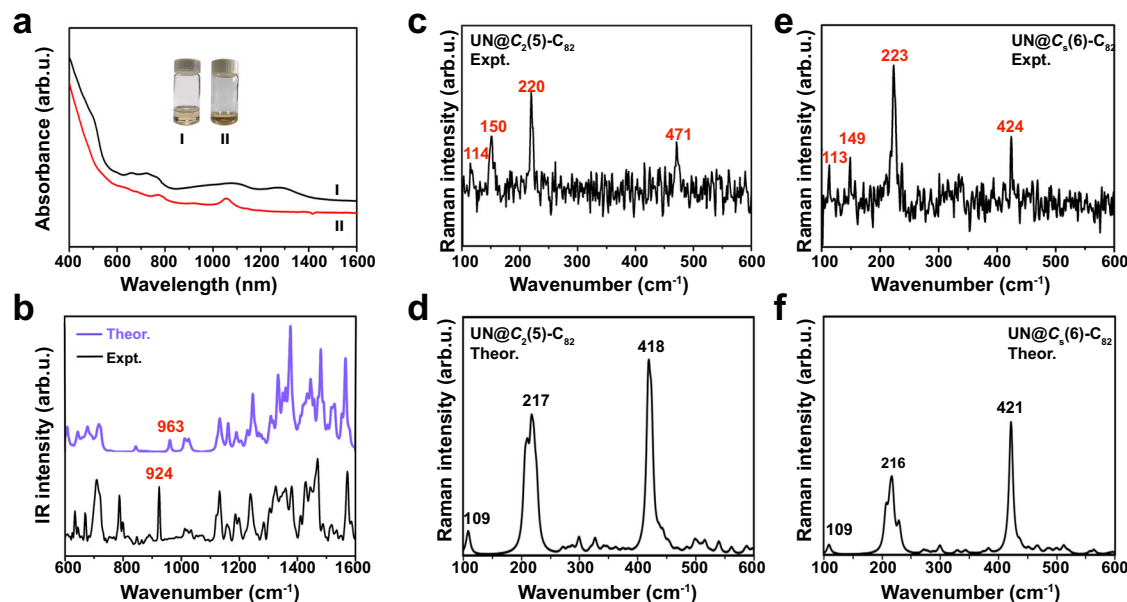 a
Absorbance (arb.u.)
I
II
I
II
400 600 800 1000 1200 1400 1600
Wavelength (nm)
b
IR intensity (arb.u.)
Theor.
Expt.
963
924
600 800 1000 1200 1400 1600
Wavenumber (cm⁻¹)
c
Raman intensity (arb.u.)
UN@C₂(5)-C₈₂
Expt.
220
150
114
471
100 200 300 400 500 600
Wavenumber (cm⁻¹)
d
Raman intensity (arb.u.)
UN@C₂(5)-C₈₂
Theor.
418
217
109
100 200 300 400 500 600
Wavenumber (cm⁻¹)
e
Raman intensity (arb.u.)
UN@Cₛ(6)-C₈₂
Expt.
223
149
113
424
100 200 300 400 500 600
Wavenumber (cm⁻¹)
f
Raman intensity (arb.u.)
UN@Cₛ(6)-C₈₂
Theor.
421
216
109
100 200 300 400 500 600
Wavenumber (cm⁻¹)